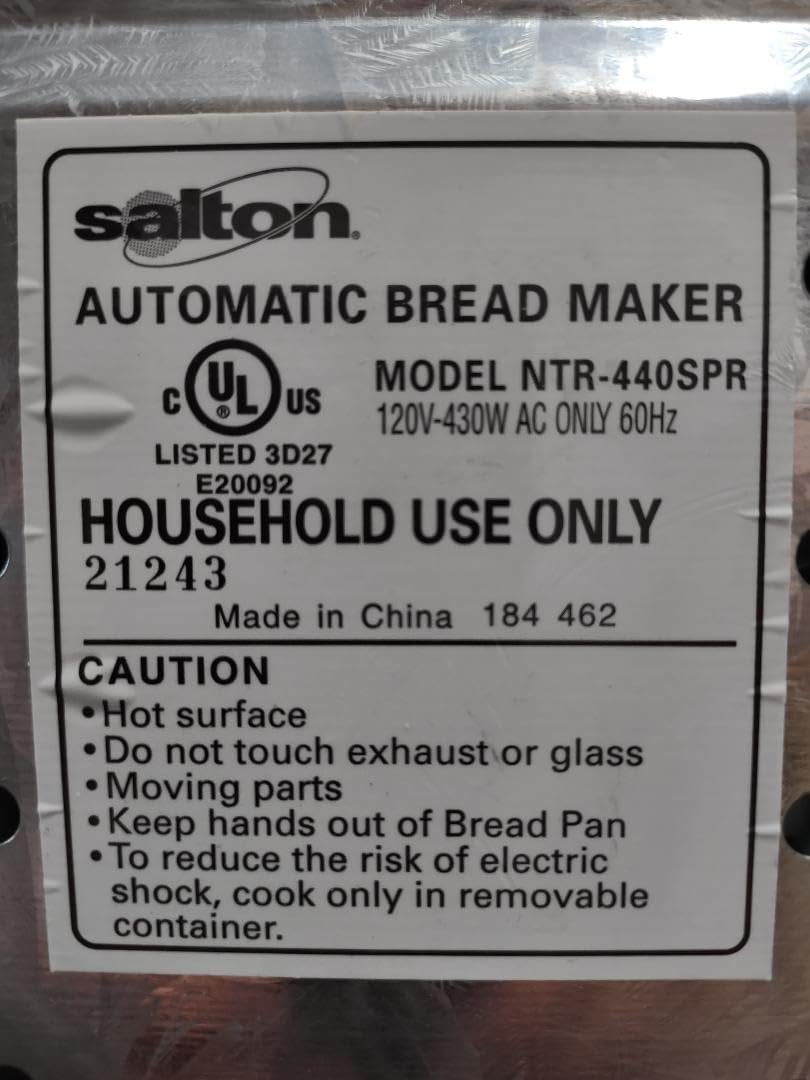 salton®
AUTOMATIC BREAD MAKER
C UL® US
MODEL NTR-440SPR
120V-430W AC ONLY 60Hz
LISTED 3D27
E20092
HOUSEHOLD USE ONLY
21243
Made in China 184 462
CAUTION
•Hot surface
•Do not touch exhaust or glass
•Moving parts
•Keep hands out of Bread Pan
•To reduce the risk of electric
shock, cook only in removable
container.